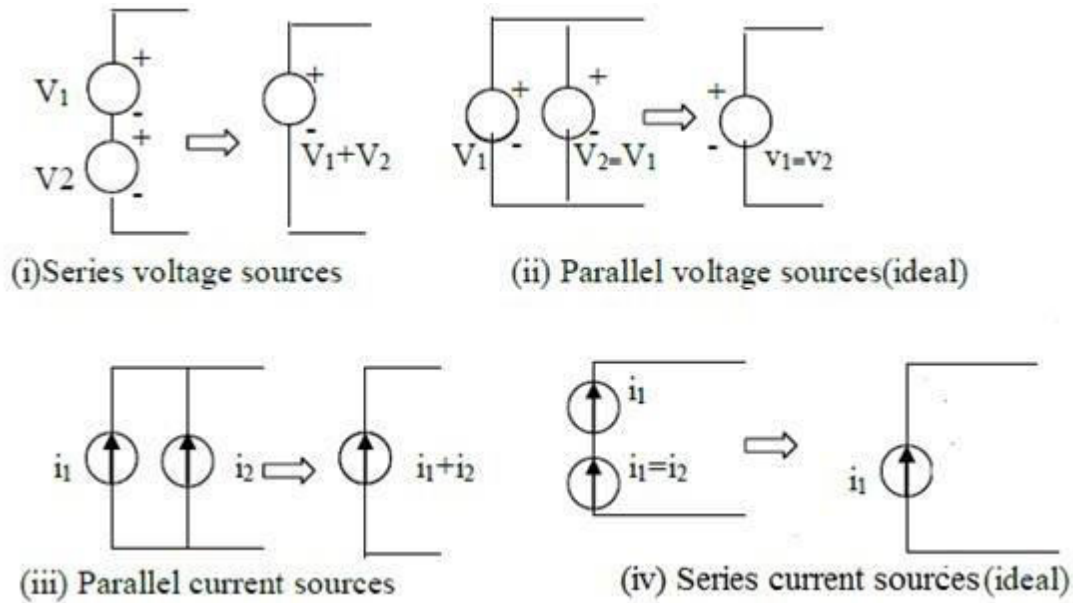 +
V₁
-
+
V2
-
+
-
V₁+V₂
+
-
V₁
+
-
V₂=V₁
+
-
v₁=v₂
(i)Series voltage sources
(ii) Parallel voltage sources(ideal)
i₁
i₂
i₁+i₂
i₁
i₁=i₂
i₁
(iii) Parallel current sources
(iv) Series current sources(ideal)